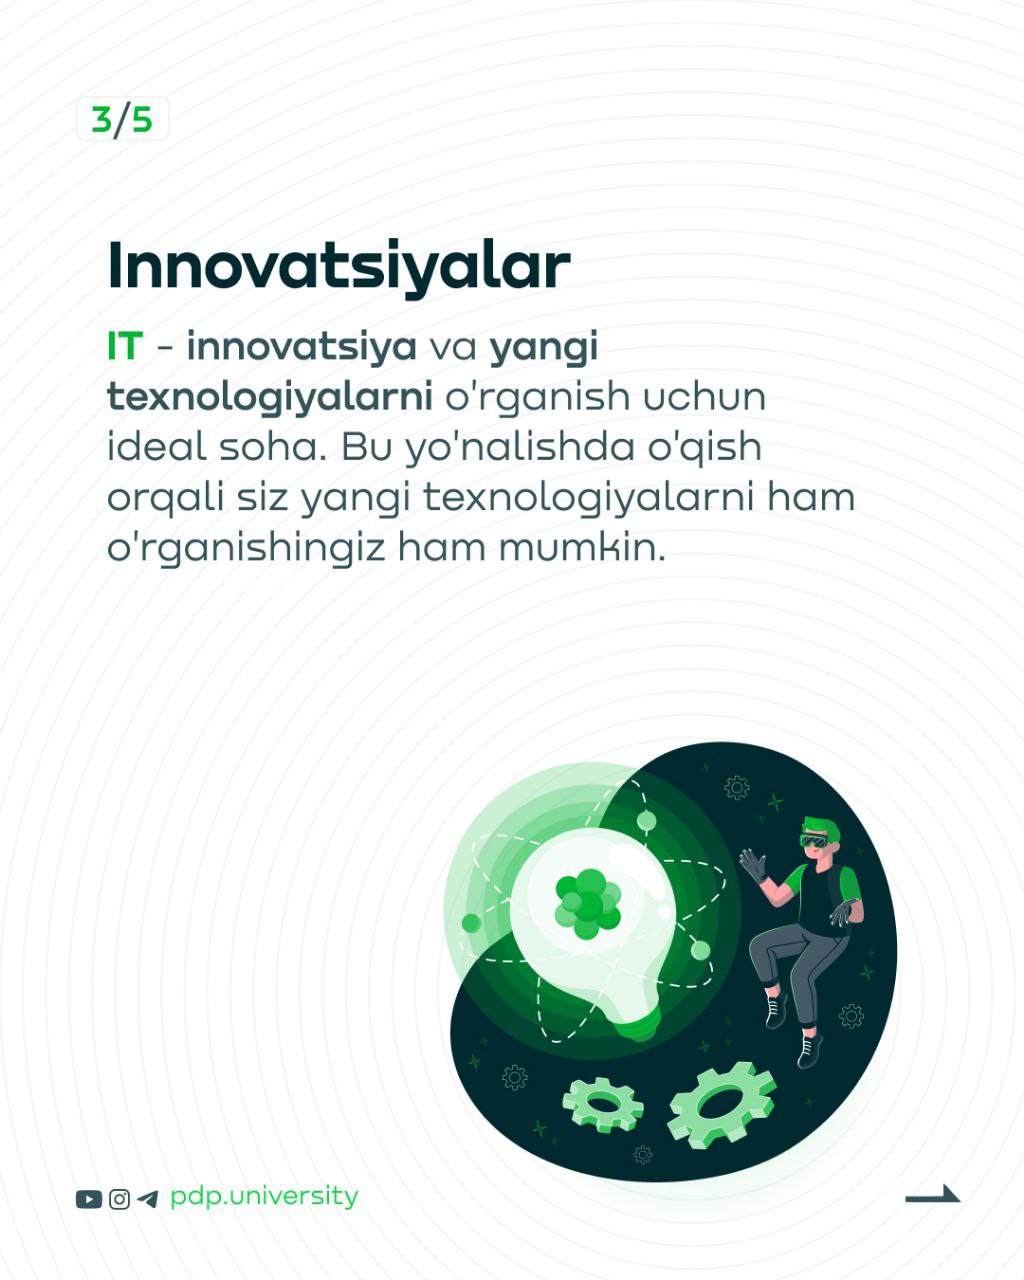 3/5
Innovatsiyalar
IT - innovatsiya va yangi
texnologiyalarni o'rganish uchun
ideal soha. Bu yo'nalishda o'qish
orqali siz yangi texnologiyalarni ham
o'rganishingiz ham mumkin.
pdp.university